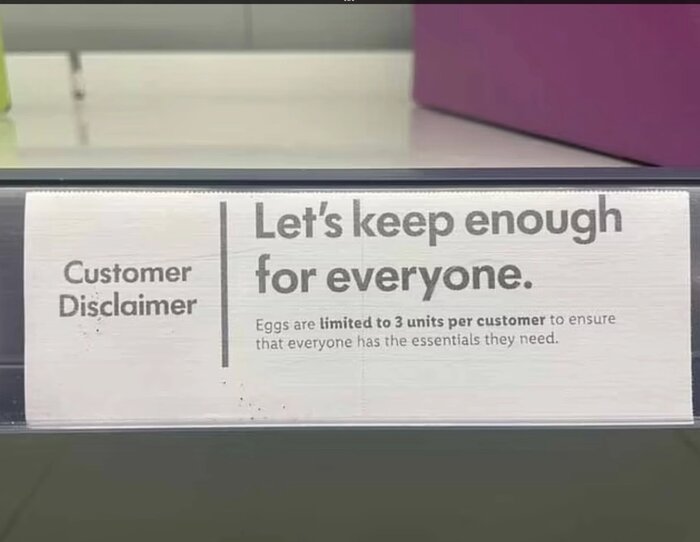 Customer
Disclaimer
Let's keep enough
for everyone.
Eggs are limited to 3 units per customer to ensure
that everyone has the essentials they need.